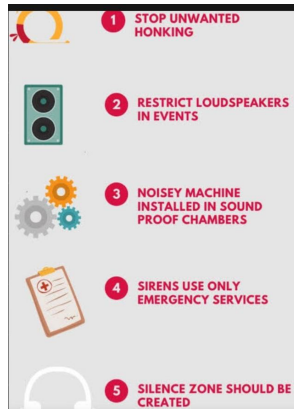 1 STOP UNWANTED
HONKING
2 RESTRICT LOUDSPEAKERS
IN EVENTS
3 NOISEY MACHINE
INSTALLED IN SOUND
PROOF CHAMBERS
4 SIRENS USE ONLY
EMERGENCY SERVICES
5 SILENCE ZONE SHOULD BE
CREATED